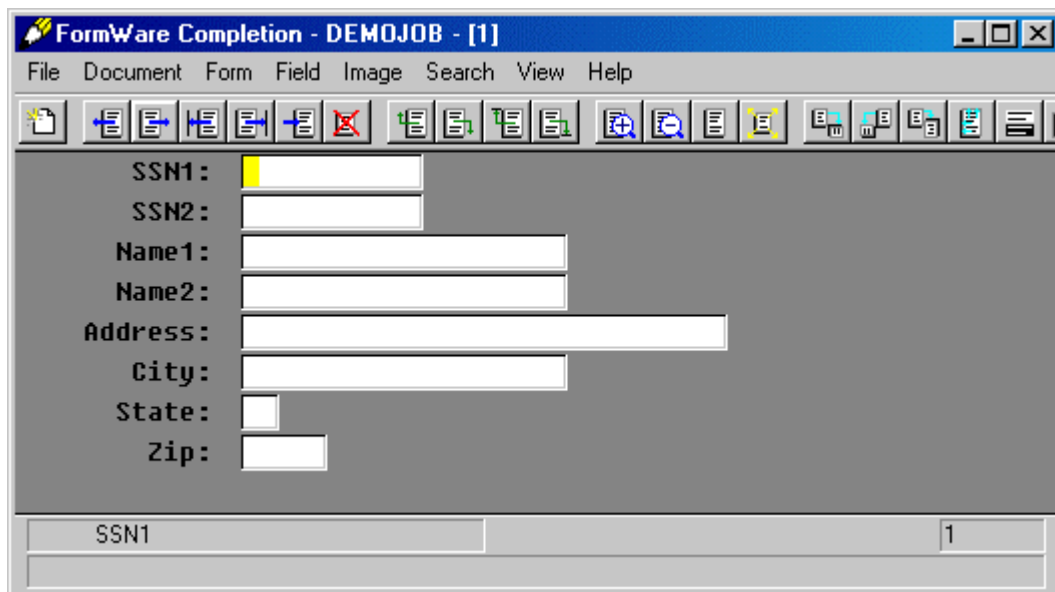 FormWare Completion - DEMOJOB - [1]
File Document Form Field Image Search View Help
SSN1:
SSN2:
Name1:
Name2:
Address:
City:
State:
Zip:
SSN1 1